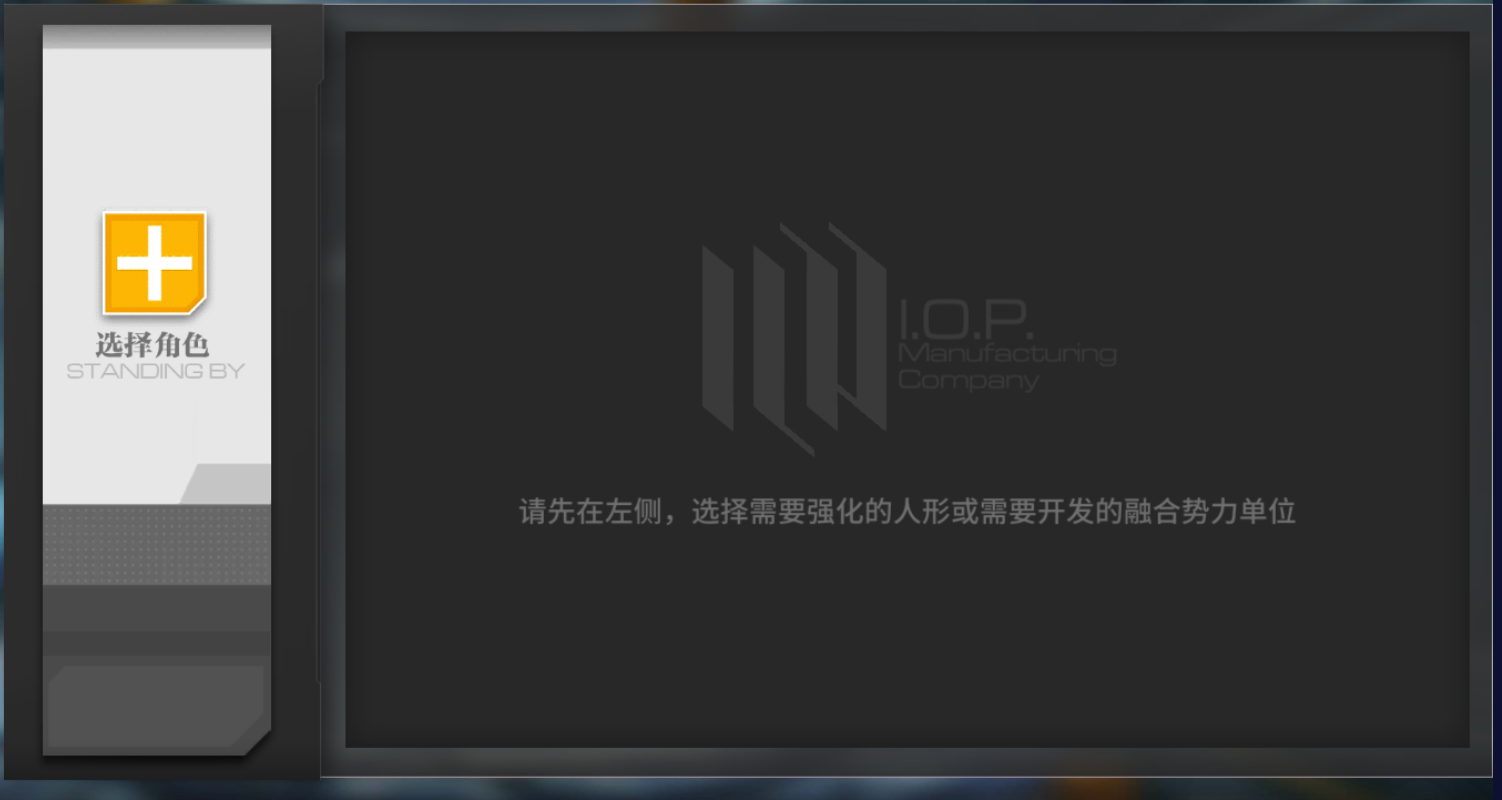 选择角色
STANDING BY
I.O.P.
Manufacturing
Company
请先在左侧，选择需要强化的人形或需要开发的融合势力单位